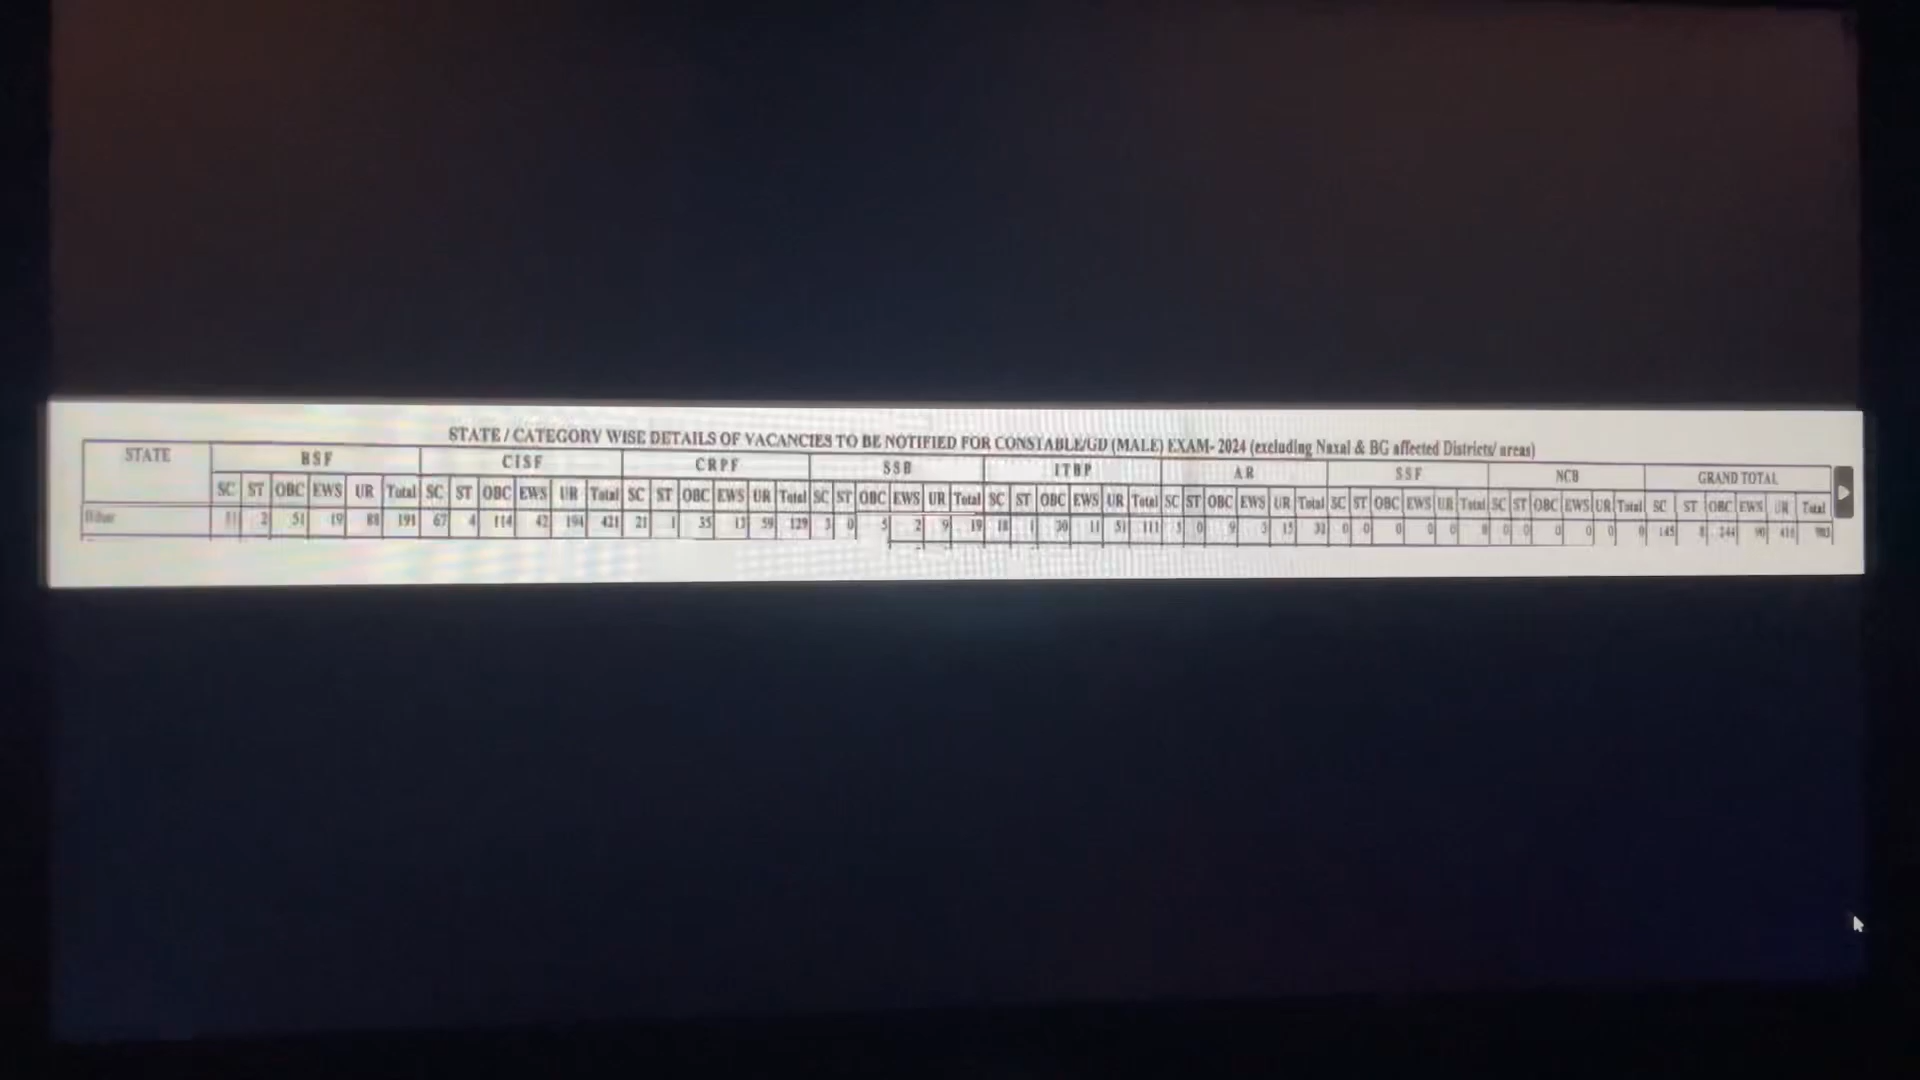 STATE / CATEGORY WISE DETAILS OF VACANCIES TO BE NOTIFIED FOR CONSTABLE/GD (MALE) EXAM- 2024 (excluding Naxal & BG affected Districts/ areas)
STATE BSF CISF CRPF SSB ITBP AR SSF NCB GRAND TOTAL
SC ST OBC EWS UR Total SC ST OBC EWS UR Total SC ST OBC EWS UR Total SC ST OBC EWS UR Total SC ST OBC EWS UR Total SC ST OBC EWS UR Total SC ST OBC EWS UR Total SC ST OBC EWS UR Total SC ST OBC EWS UR Total
Bihar 31 2 51 19 88 191 67 4 114 42 194 421 21 1 35 13 59 129 3 0 5 2 9 19 18 1 30 11 51 111 5 0 9 3 15 32 0 0 0 0 0 0 0 0 0 0 0 0 145 8 244 90 416 903